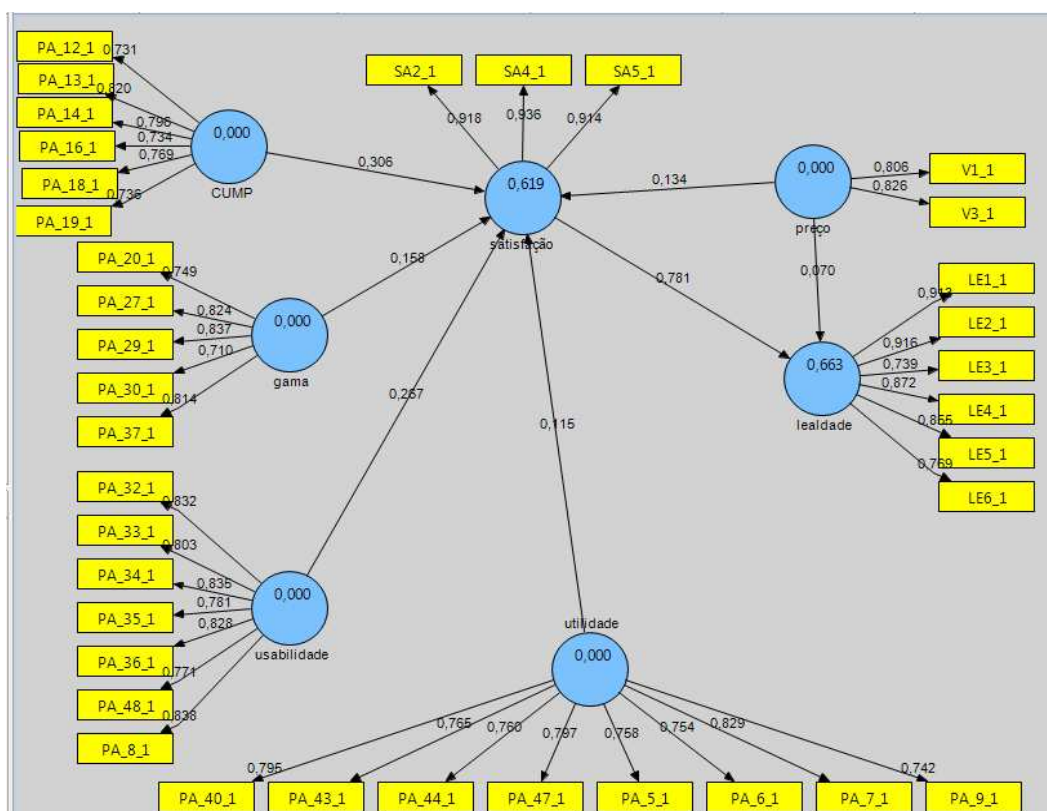 PA_12_1
0,731
PA_13_1
0,820
PA_14_1
0,796
PA_16_1
0,734
PA_18_1
0,769
PA_19_1
0,736
0,000
CUMP
0,306
SA2_1
SA4_1
SA5_1
0,918
0,936
0,914
0,619
satisfação
0,134
0,000
preço
0,806
V1_1
0,826
V3_1
0,070
0,781
PA_20_1
0,749
PA_27_1
0,824
PA_29_1
0,837
PA_30_1
0,710
PA_37_1
0,814
0,000
gama
0,158
0,663
lealdade
LE1_1
0,913
LE2_1
0,916
LE3_1
0,739
LE4_1
0,872
LE5_1
0,855
LE6_1
0,769
PA_32_1
0,832
PA_33_1
0,803
PA_34_1
0,835
PA_35_1
0,781
PA_36_1
0,828
PA_48_1
0,771
PA_8_1
0,838
0,000
usabilidade
0,267
0,115
utilidade
0,000
0,795
0,765
0,760
0,797
0,758
0,754
0,829
0,742
PA_40_1
PA_43_1
PA_44_1
PA_47_1
PA_5_1
PA_6_1
PA_7_1
PA_9_1